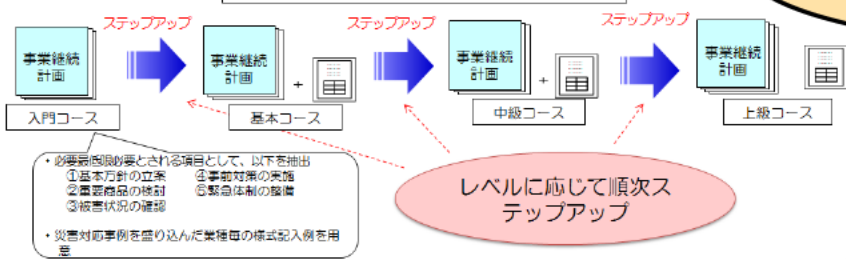 ステップアップ
ステップアップ
ステップアップ
事業継続
計画
事業継続
計画
+
事業継続
計画
+
事業継続
計画
入門コース
基本コース
中級コース
上級コース
・必要最低限必要とされる項目として、以下を抽出
①基本方針の立案 ④事前対策の実施
②重要商品の検討 ⑤緊急体制の整備
③被害状況の確認
・災害対応事例を盛り込んだ業種毎の様式記入例を用
意
レベルに応じて順次ス
テップアップ